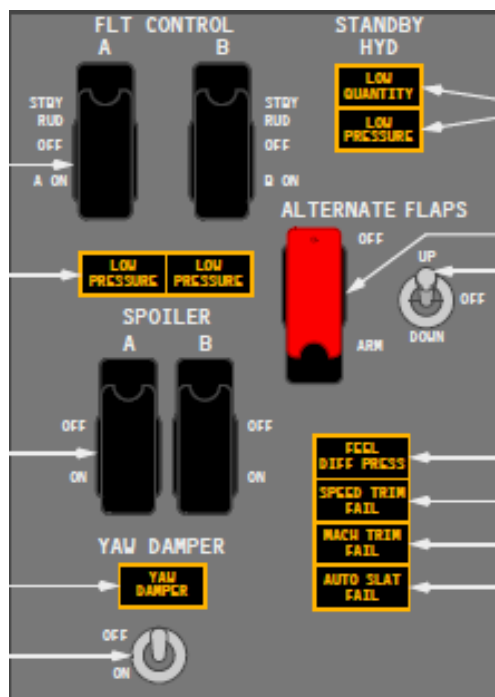 FLT CONTROL
A
B
STBY
RUD
OFF
A ON
STBY
RUD
OFF
B ON
LOW
PRESSURE
LOW
PRESSURE
SPOILER
A
B
OFF
ON
OFF
ON
YAW DAMPER
YAW
DAMPER
OFF
ON
STANDBY
HYD
LOW
QUANTITY
LOW
PRESSURE
ALTERNATE FLAPS
OFF
ARM
UP
OFF
DOWN
FEEL
DIFF PRESS
SPEED TRIM
FAIL
MACH TRIM
FAIL
AUTO SLAT
FAIL